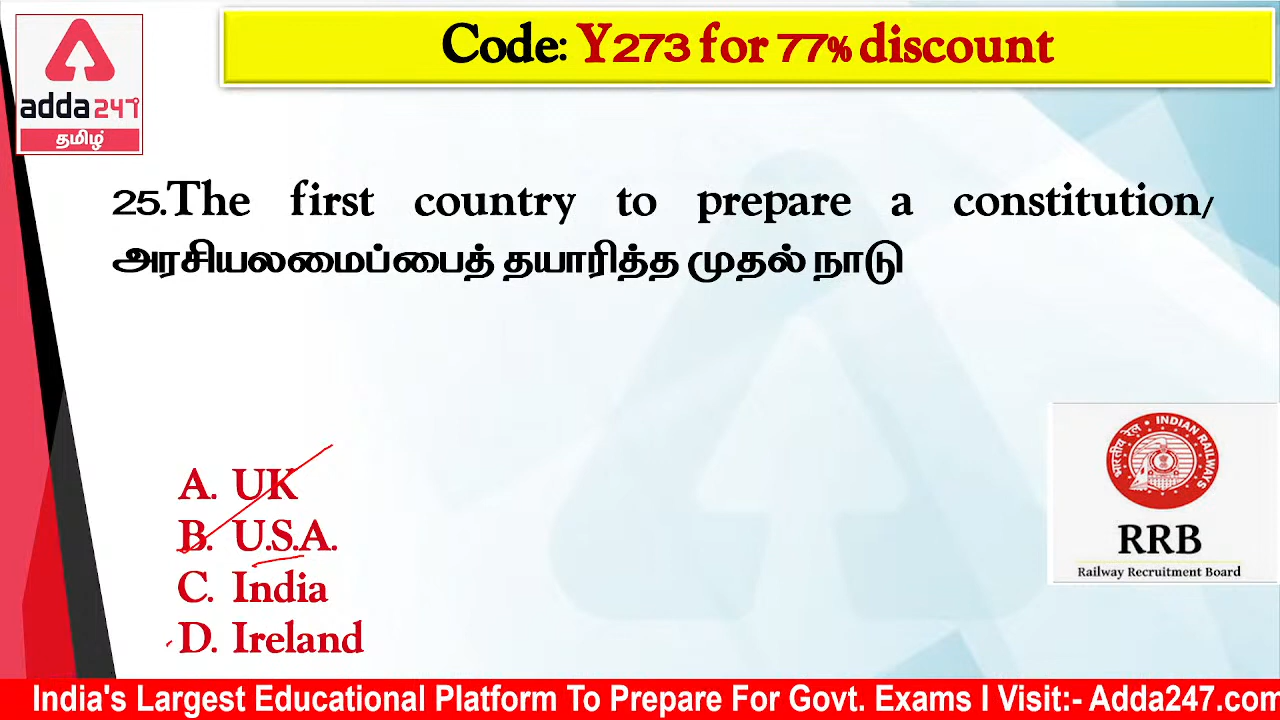 Code: Y273 for 77% discount
adda247
தமிழ்
25.The first country to prepare a constitution/
அரசியலமைப்பைத் தயாரித்த முதல் நாடு
A. UK
B. U.S.A.
C. India
D. Ireland
भारतीय रेल • INDIAN RAILWAYS
RRB
Railway Recruitment Board
India's Largest Educational Platform To Prepare For Govt. Exams I Visit:- Adda247.com